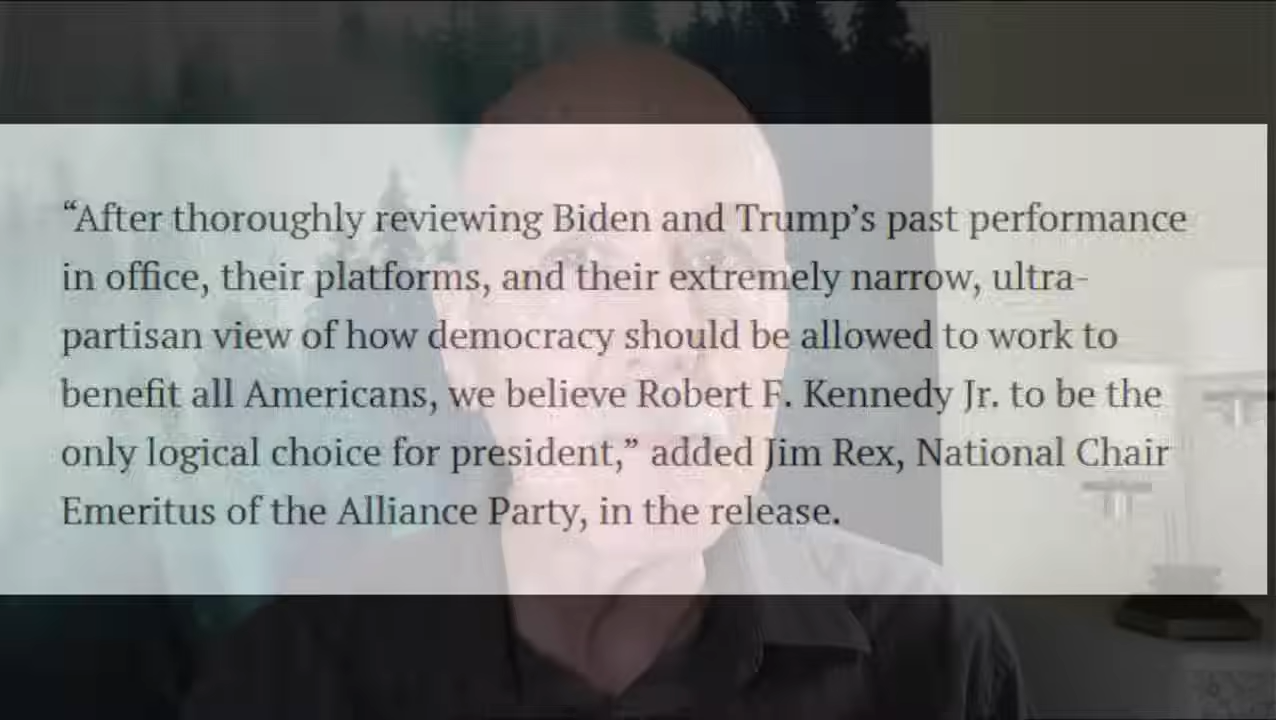 “After thoroughly reviewing Biden and Trump’s past performance
in office, their platforms, and their extremely narrow, ultra-
partisan view of how democracy should be allowed to work to
benefit all Americans, we believe Robert F. Kennedy Jr. to be the
only logical choice for president,” added Jim Rex, National Chair
Emeritus of the Alliance Party, in the release.